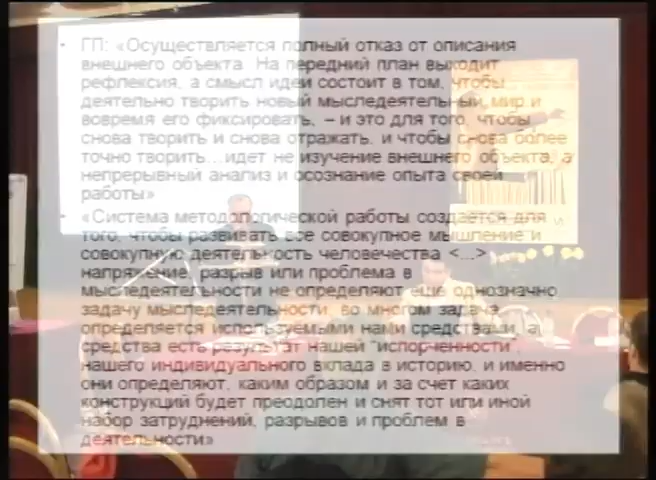 • ГП: «Осуществляется полный отказ от описания
внешнего объекта. На передний план выходит
рефлексия, а смысл идеи состоит в том, чтобы
деятельно творить новый мыследеятельный мир и
вовремя его фиксировать, – и это для того, чтобы
снова творить и снова отражать, и чтобы снова более
точно творить…идет не изучение внешнего объекта, а
непрерывный анализ и осознание опыта своей
работы»
• «Система методологической работы создается для
того, чтобы развивать все совокупное мышление и
совокупную деятельность человечества <...>
напряжение, разрыв или проблема в
мыследеятельности не определяют еще однозначно
задачу мыследеятельности, во многом задача
определяется используемыми нами средствами, а
средства есть результат нашей "испорченности",
нашего индивидуального вклада в историю, и именно
они определяют, каким образом и за счет каких
конструкций будет преодолен и снят тот или иной
набор затруднений, разрывов и проблем в
деятельности»